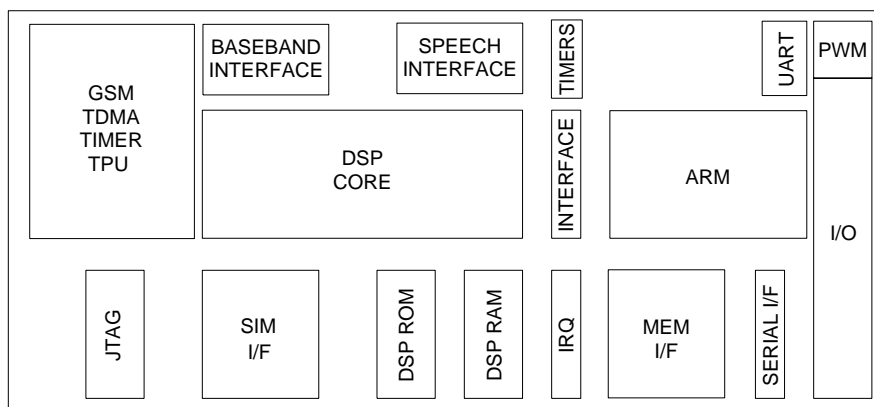 GSM
TDMA
TIMER
TPU
BASEBAND
INTERFACE
SPEECH
INTERFACE
TIMERS
UART
PWM
DSP
CORE
INTERFACE
ARM
I/O
JTAG
SIM
I/F
DSP ROM
DSP RAM
IRQ
MEM
I/F
SERIAL I/F